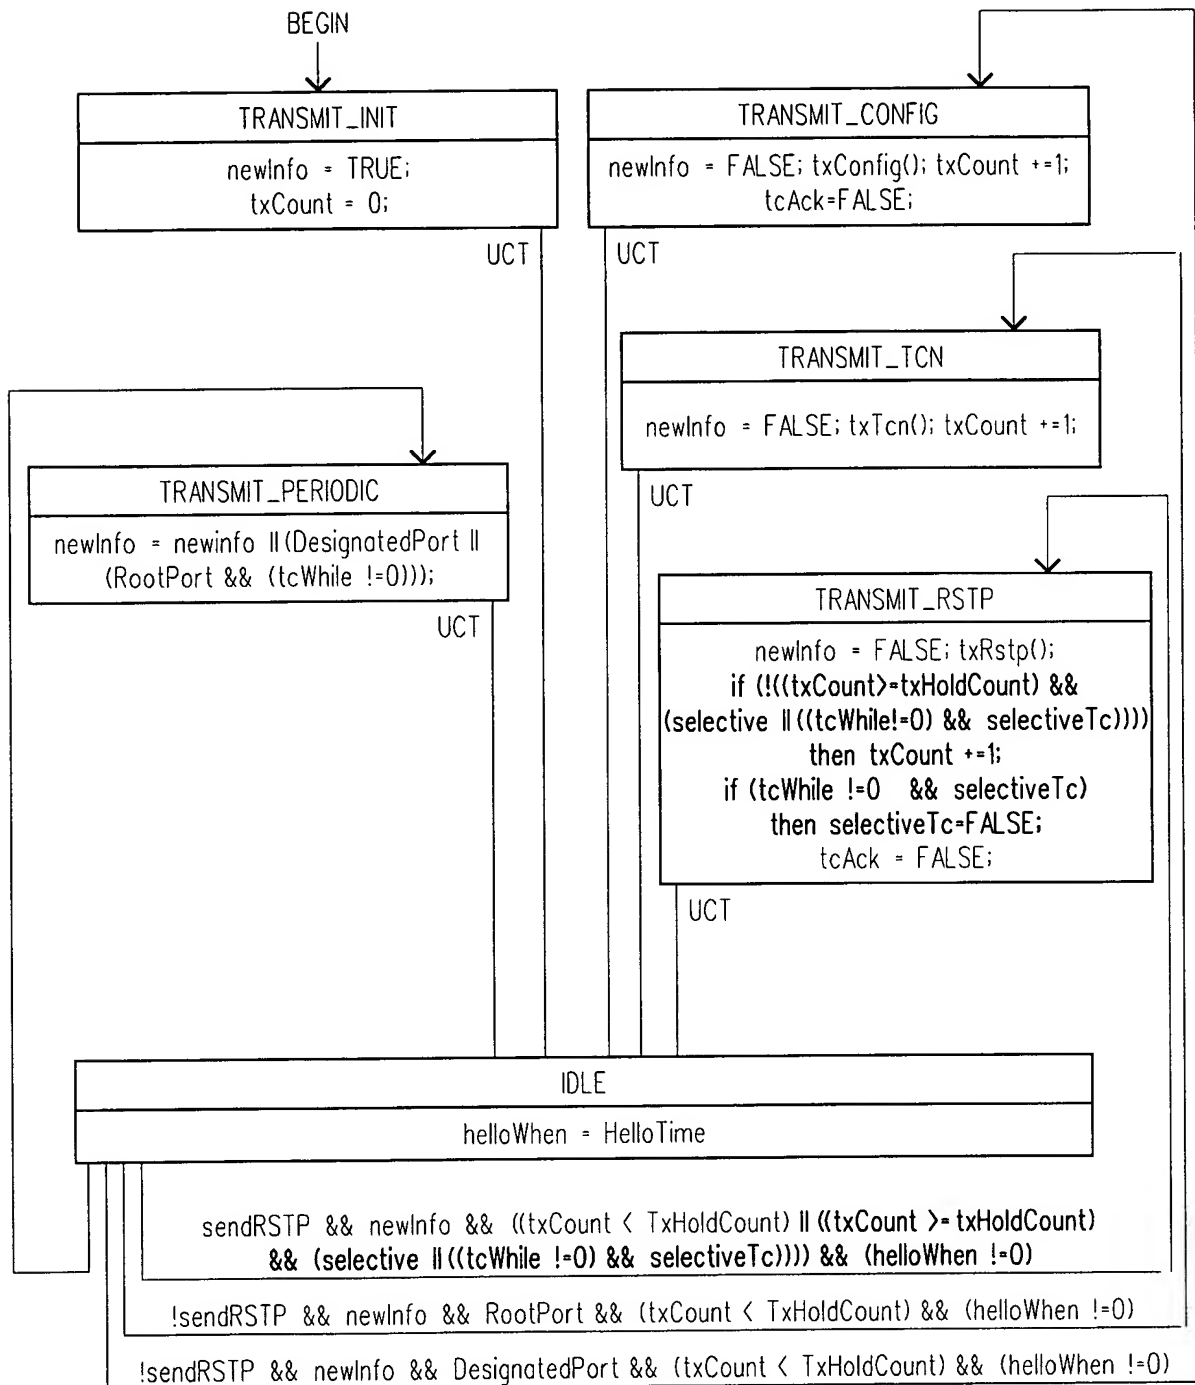 BEGIN
TRANSMIT_INIT
newInfo = TRUE;
txCount = 0;
UCT
TRANSMIT_CONFIG
newInfo = FALSE; txConfig(); txCount +=1;
tcAck=FALSE;
UCT
TRANSMIT_TCN
newInfo = FALSE; txTcn(); txCount +=1;
UCT
TRANSMIT_PERIODIC
newInfo = newinfo ||(DesignatedPort ||
(RootPort && (tcWhile !=0)));
UCT
TRANSMIT_RSTP
newInfo = FALSE; txRstp();
if (!((txCount>=txHoldCount) &&
(selective ||((tcWhile!=0) && selectiveTc))))
then txCount +=1;
if (tcWhile !=0 && selectiveTc)
then selectiveTc=FALSE;
tcAck = FALSE;
UCT
IDLE
helloWhen = HelloTime
sendRSTP && newInfo && ((txCount < TxHoldCount) || ((txCount >= txHoldCount)
&& (selective ||((tcWhile !=0) && selectiveTc)))) && (helloWhen !=0)
!sendRSTP && newInfo && RootPort && (txCount < TxHoldCount) && (helloWhen !=0)
!sendRSTP && newInfo && DesignatedPort && (txCount < TxHoldCount) && (helloWhen !=0)